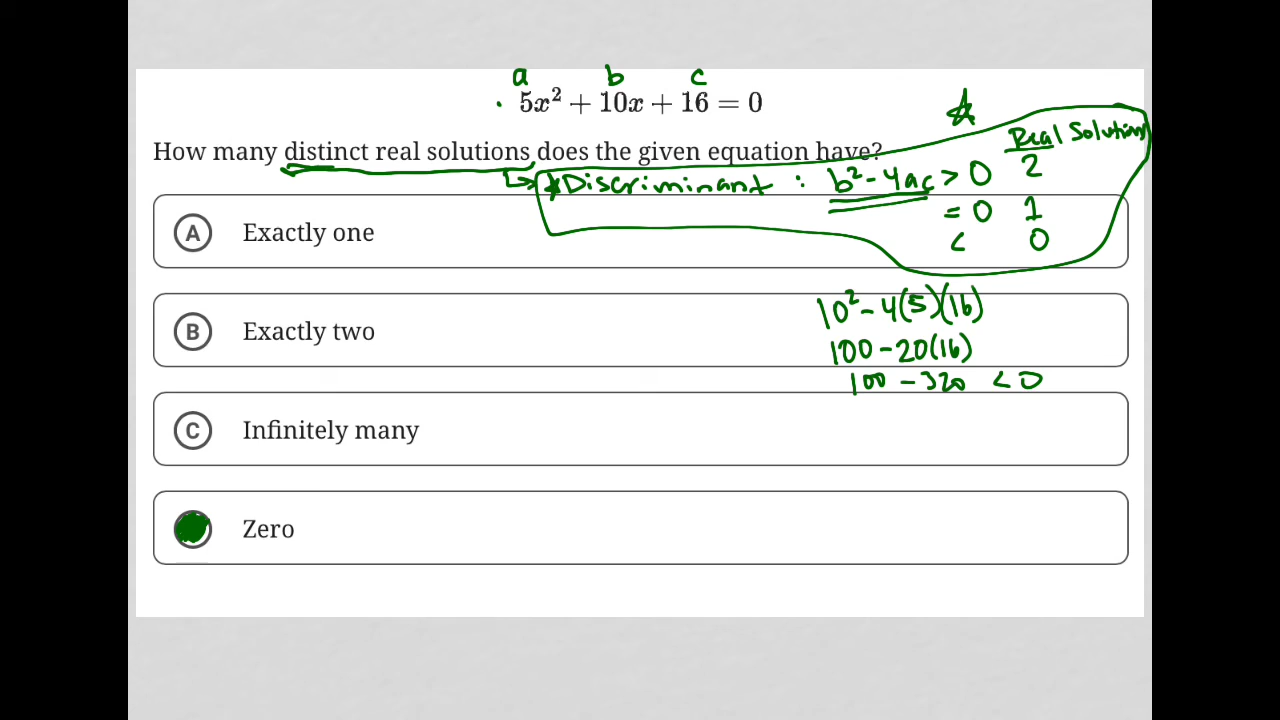 a b c
5x² + 10x + 16 = 0
How many distinct real solutions does the given equation have?
Real Solutions
* Discriminant : b² - 4ac > 0 2
= 0 1
< 0
A Exactly one
10² - 4(5)(16)
B Exactly two
100 - 20(16)
100 - 320 < 0
C Infinitely many
Zero